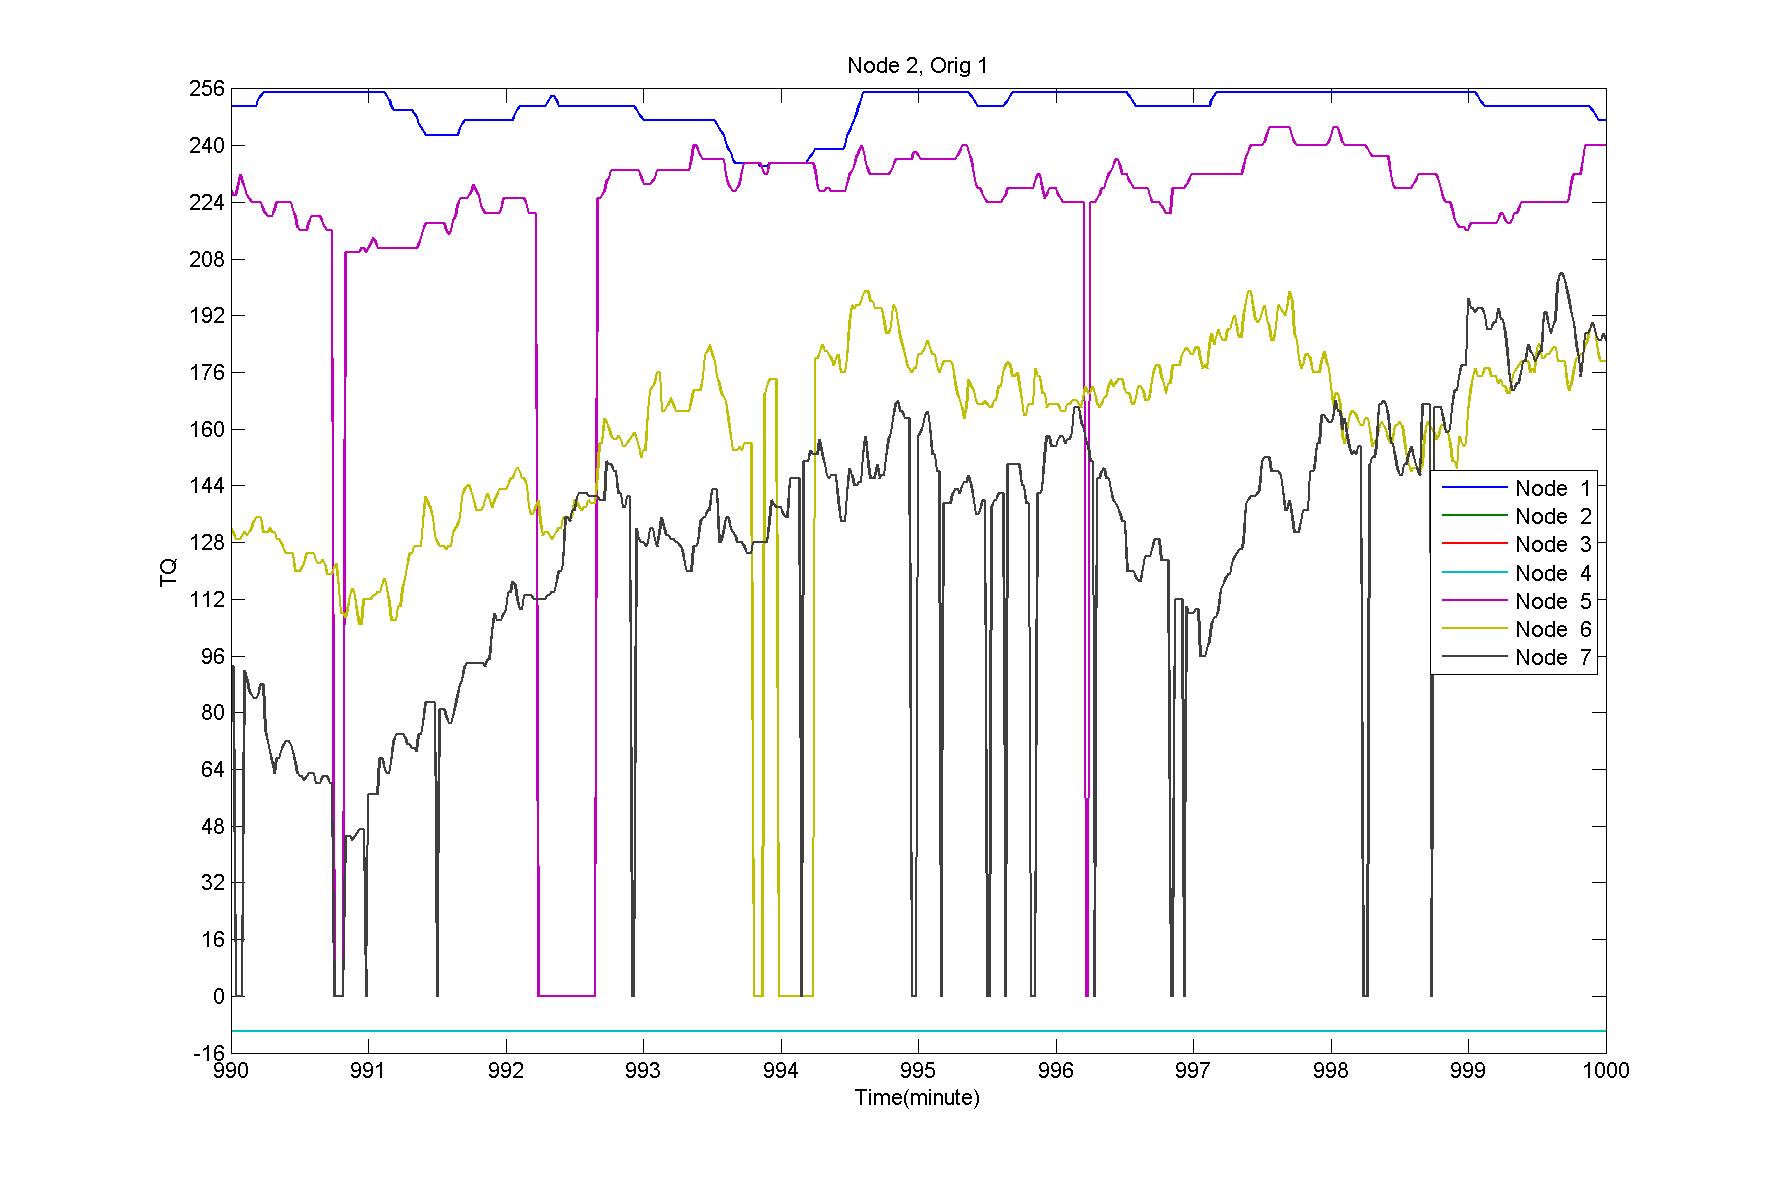 Node 2, Orig 1
256
240
224
208
192
176
160
144
128
112
96
80
64
48
32
16
0
-16
TQ
Node 1
Node 2
Node 3
Node 4
Node 5
Node 6
Node 7
990 991 992 993 994 995 996 997 998 999 1000
Time(minute)